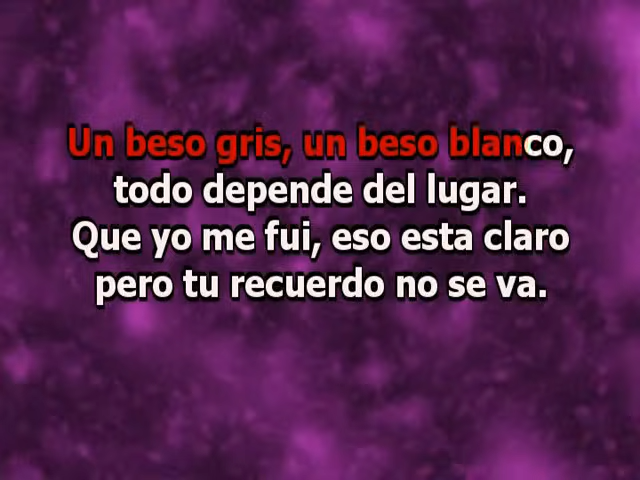 Un beso gris, un beso blanco,
todo depende del lugar.
Que yo me fui, eso esta claro
pero tu recuerdo no se va.